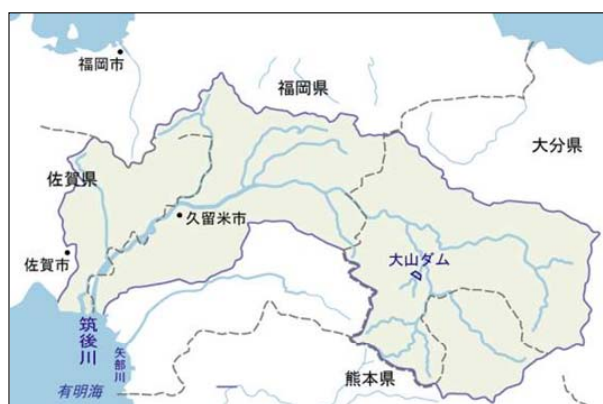 福岡市
福岡県
大分県
佐賀県
久留米市
佐賀市
大山ダム
筑後川
矢部川
有明海
熊本県